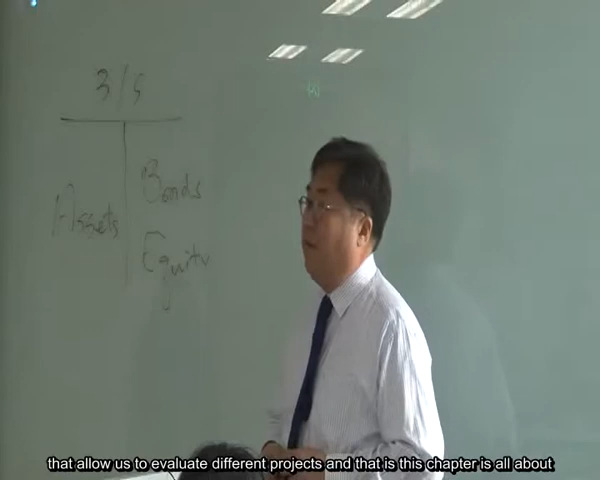 B/S
Bonds
Assets
Equity
that allow us to evaluate different projects and that is this chapter is all about